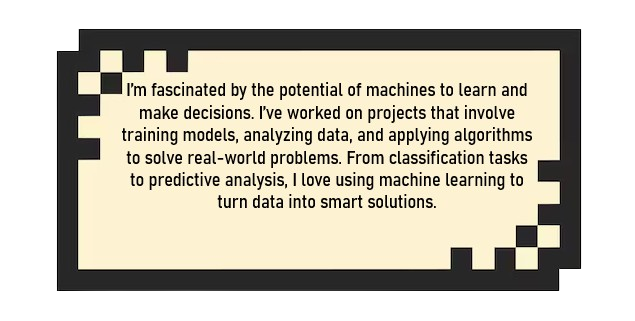 I'm fascinated by the potential of machines to learn and
make decisions. I've worked on projects that involve
training models, analyzing data, and applying algorithms
to solve real-world problems. From classification tasks
to predictive analysis, I love using machine learning to
turn data into smart solutions.